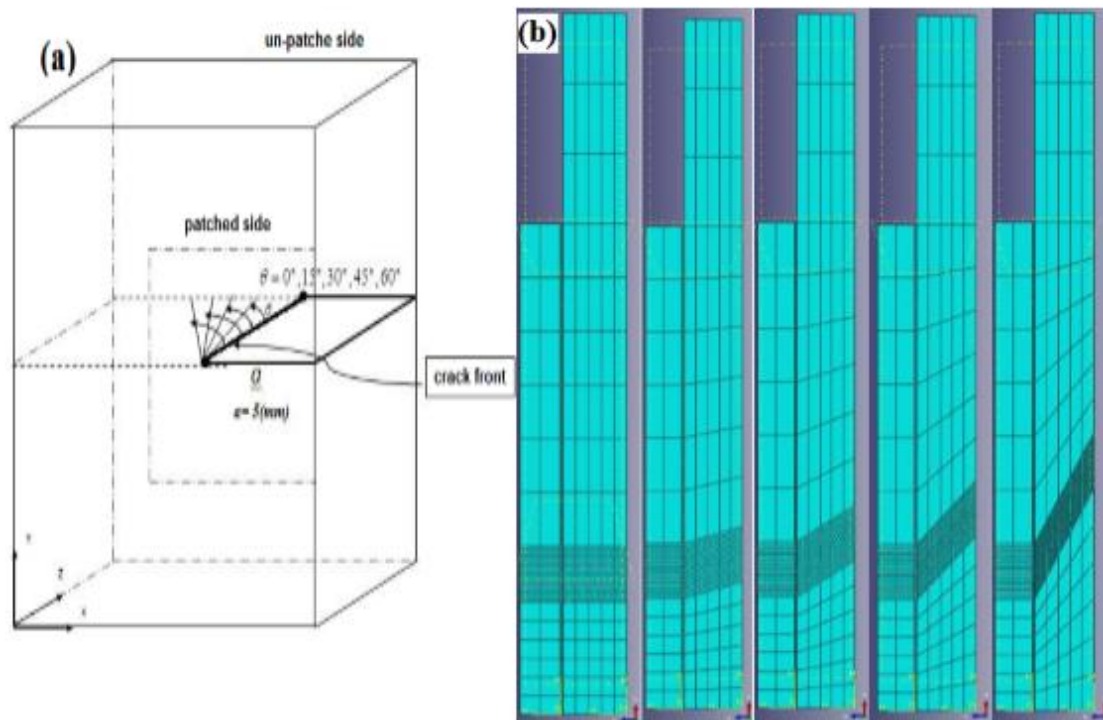 (a)
un-patche side
patched side
θ = 0°,15°,30°,45°,60°
crack front
a= 5(mm)
Y
Z
X
(b)